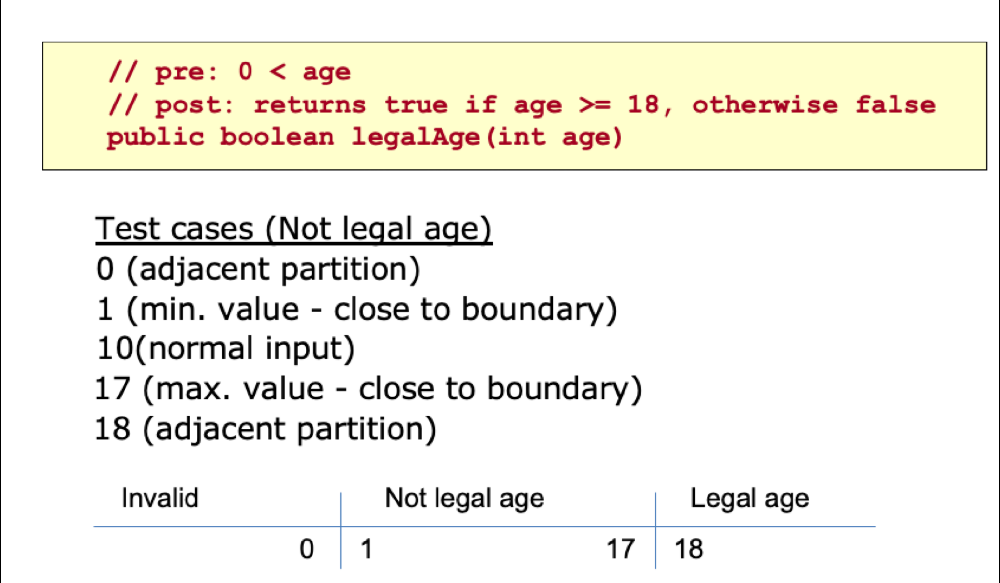 // pre: 0 < age
// post: returns true if age >= 18, otherwise false
public boolean legalAge(int age)
Test cases (Not legal age)
0 (adjacent partition)
1 (min. value - close to boundary)
10(normal input)
17 (max. value - close to boundary)
18 (adjacent partition)
Invalid Not legal age Legal age
0 1 17 18